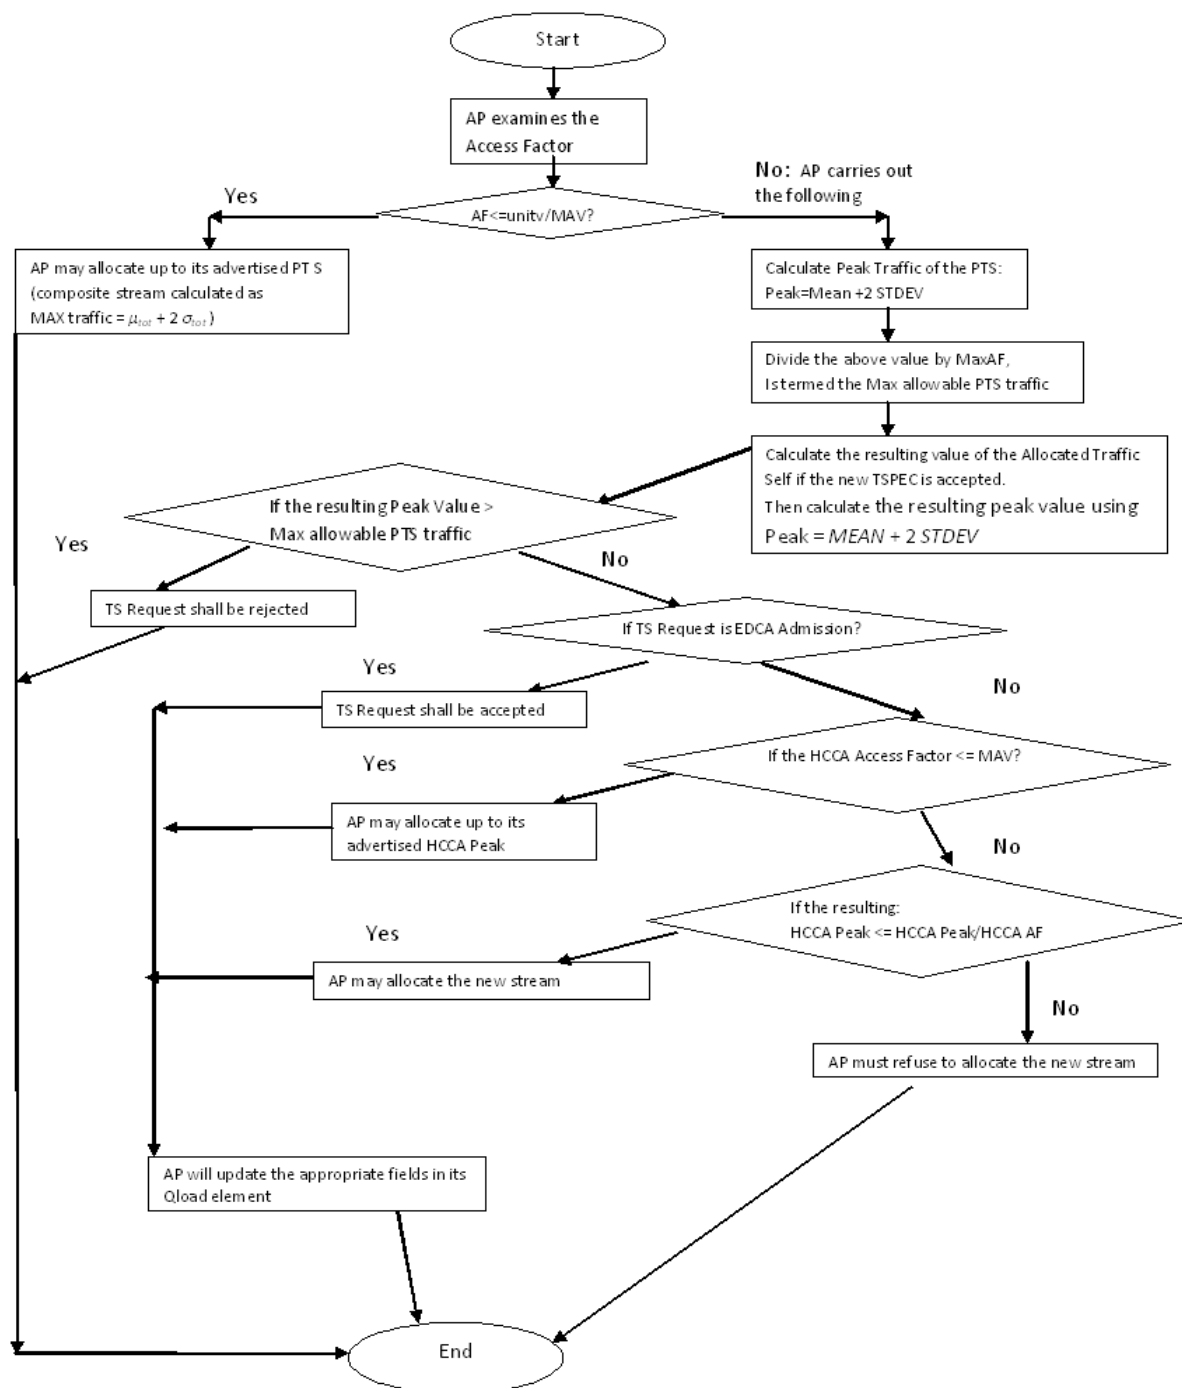 Start
AP examines the
Access Factor
No: AP carries out
the following
Yes
AF<=unitv/MAV?
AP may allocate up to its advertised PT S
(composite stream calculated as
MAX traffic = μtot + 2 σtot)
Calculate Peak Traffic of the PTS:
Peak=Mean +2 STDEV
Divide the above value by MaxAF,
Is termed the Max allowable PTS traffic
Calculate the resulting value of the Allocated Traffic
Self if the new TSPEC is accepted.
Then calculate the resulting peak value using
Peak = MEAN + 2 STDEV
If the resulting Peak Value >
Max allowable PTS traffic
Yes
No
TS Request shall be rejected
If TS Request is EDCA Admission?
Yes
No
TS Request shall be accepted
If the HCCA Access Factor <= MAV?
Yes
AP may allocate up to its
advertised HCCA Peak
No
If the resulting:
HCCA Peak <= HCCA Peak/HCCA AF
Yes
AP may allocate the new stream
No
AP must refuse to allocate the new stream
AP will update the appropriate fields in its
Qload element
End